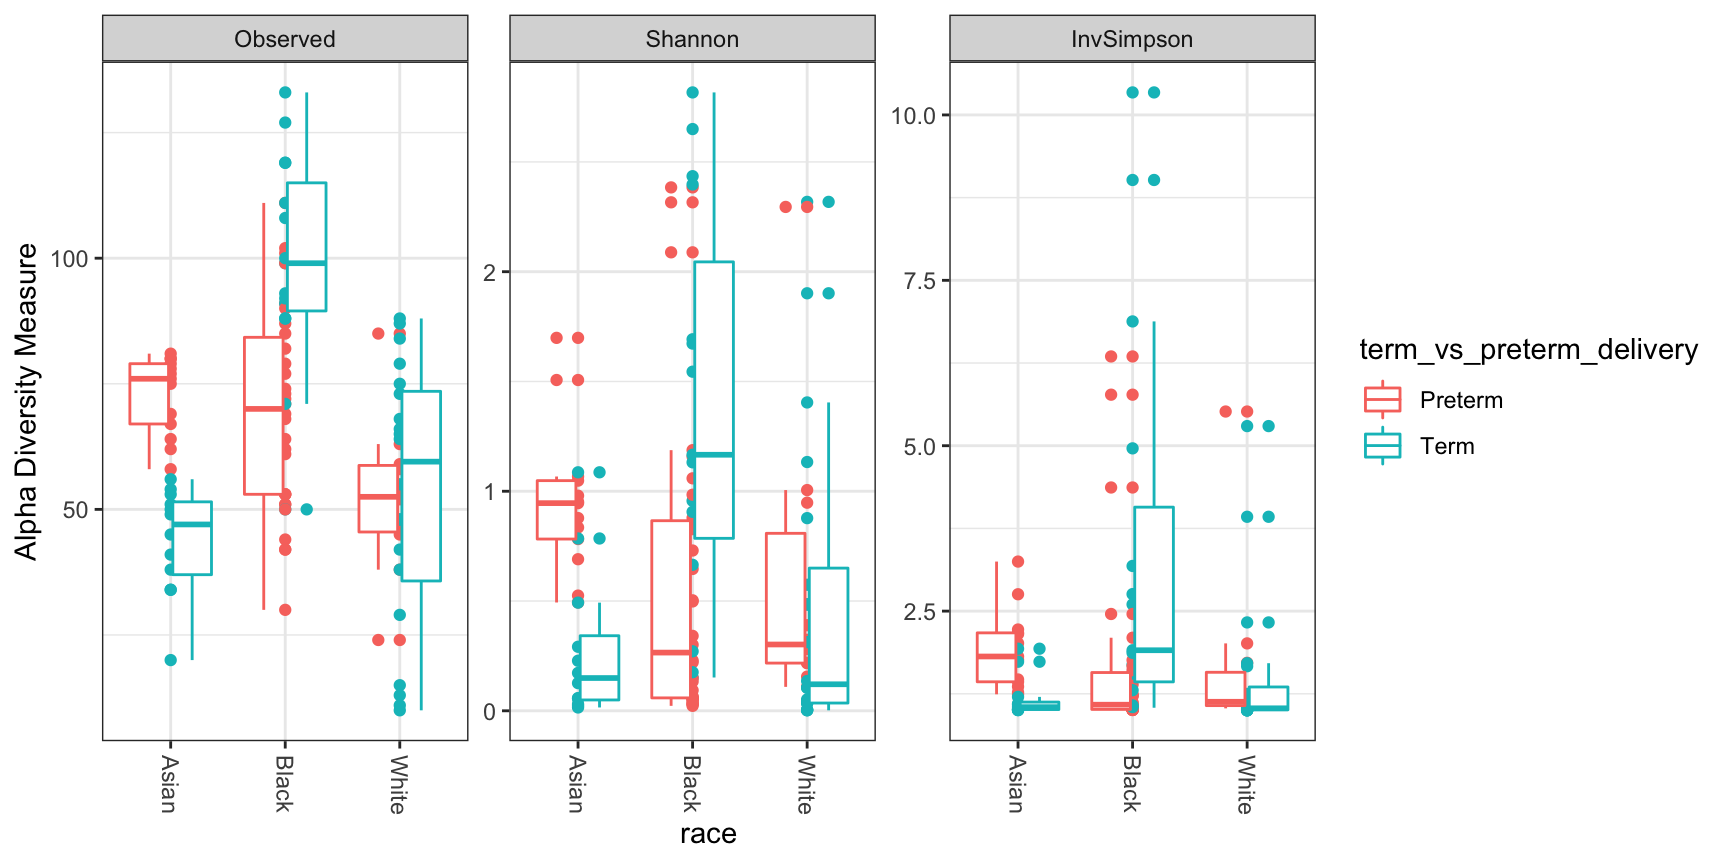 Observed
Shannon
InvSimpson
Alpha Diversity Measure
100
50
2
1
0
10.0
7.5
5.0
2.5
Asian
Black
White
Asian
Black
White
Asian
Black
White
race
term_vs_preterm_delivery
Preterm
Term